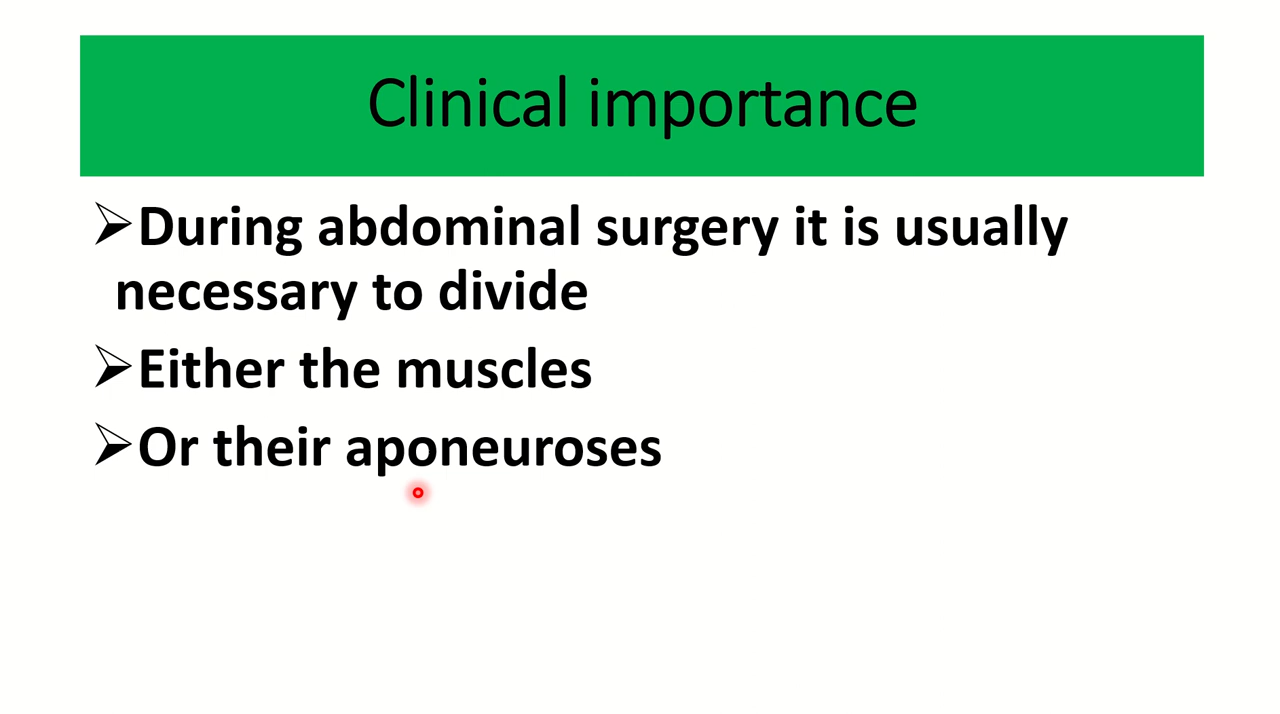 Clinical importance
During abdominal surgery it is usually
necessary to divide
Either the muscles
Or their aponeuroses